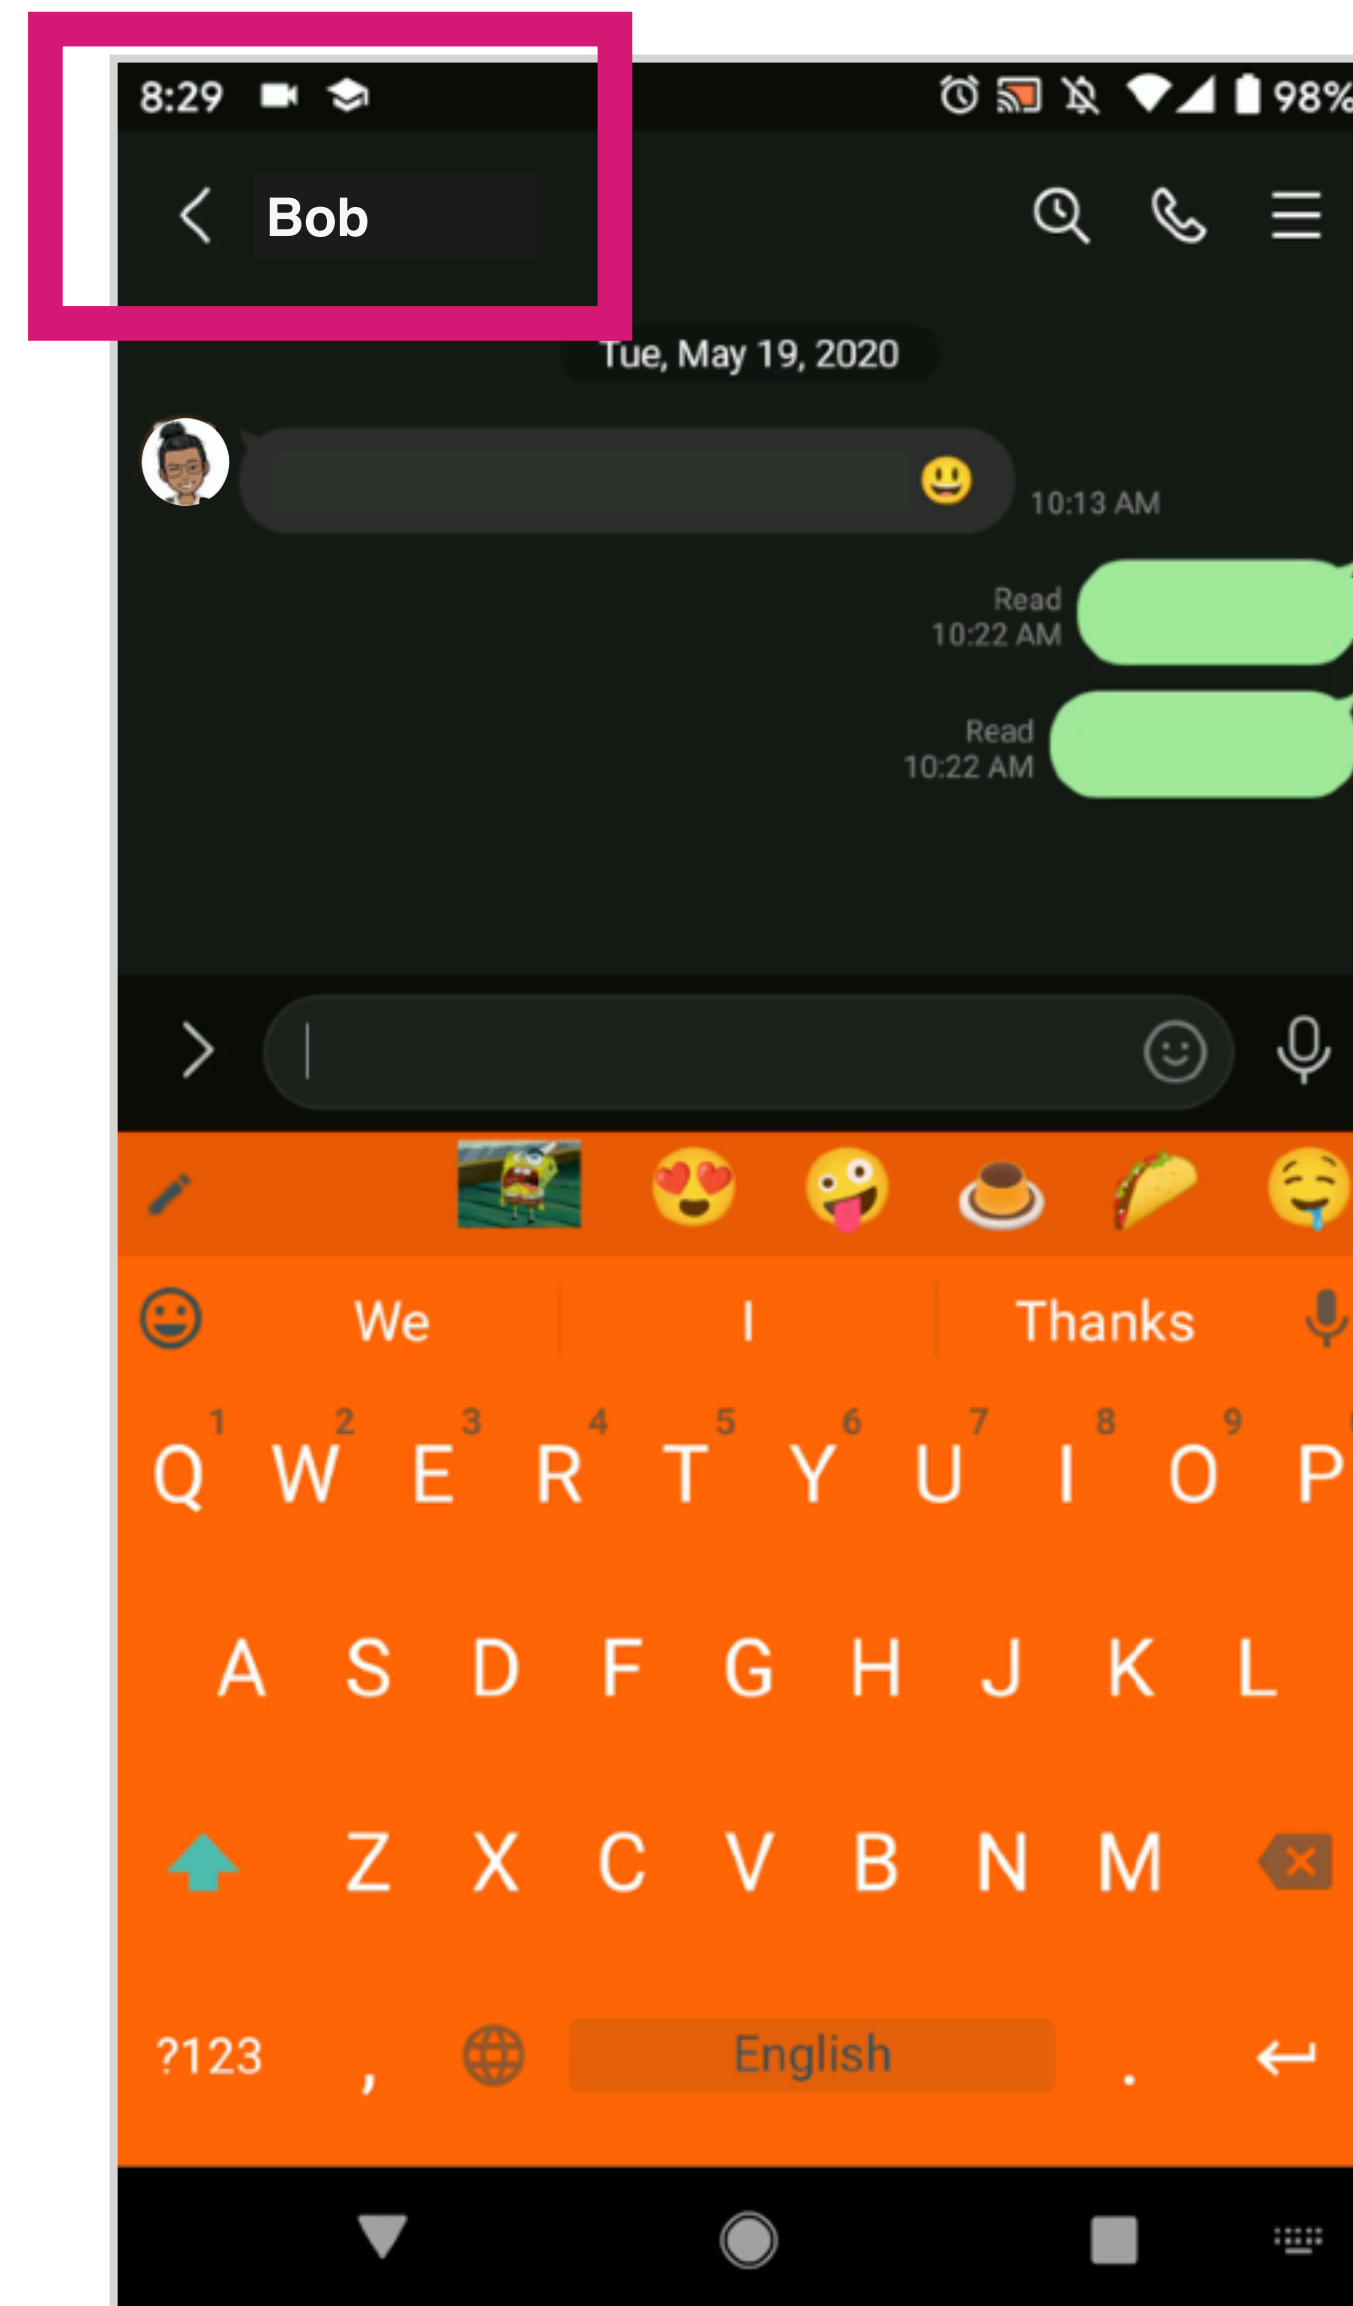 8:29 98%
Bob
Tue, May 19, 2020
😃 10:13 AM
Read
10:22 AM
Read
10:22 AM
We I Thanks
1 2 3 4 5 6 7 8 9
Q W E R T Y U I O P
A S D F G H J K L
Z X C V B N M
?123 , English .